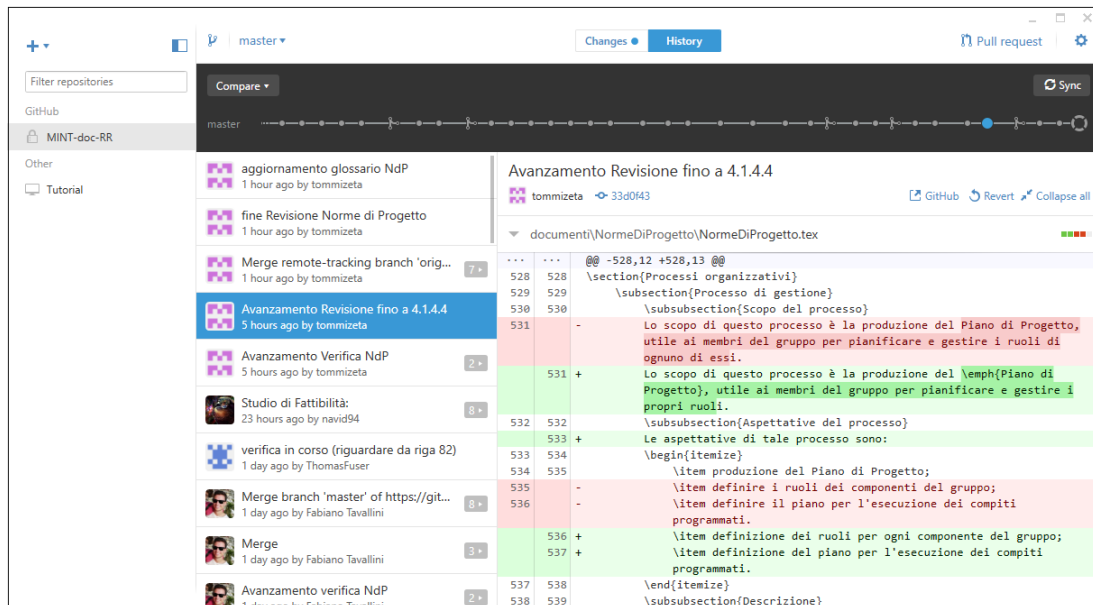 master
Changes
History
Pull request
Filter repositories
GitHub
MINT-doc-RR
Other
Tutorial
Compare
Sync
master
aggiornamento glossario NdP
1 hour ago by tommizeta
fine Revisione Norme di Progetto
1 hour ago by tommizeta
Merge remote-tracking branch 'orig...
1 hour ago by tommizeta
7
Avanzamento Revisione fino a 4.1.4.4
5 hours ago by tommizeta
Avanzamento Verifica NdP
5 hours ago by tommizeta
2
Studio di Fattibilità:
23 hours ago by navid94
8
verifica in corso (riguardare da riga 82)
1 day ago by ThomasFuser
Merge branch 'master' of https://git...
1 day ago by Fabiano Tavallini
8
Merge
1 day ago by Fabiano Tavallini
3
Avanzamento verifica NdP
1 day ago by Fabiano Tavallini
2
Avanzamento Revisione fino a 4.1.4.4
tommizeta 33d0f43
GitHub Revert Collapse all
documenti\NormeDiProgetto\NormeDiProgetto.tex
... ... @@ -528,12 +528,13 @@
528 528 \section{Processi organizzativi}
529 529 \subsection{Processo di gestione}
530 530 \subsubsection{Scopo del processo}
531 - Lo scopo di questo processo è la produzione del Piano di Progetto,
utile ai membri del gruppo per pianificare e gestire i ruoli di
ognuno di essi.
531 + Lo scopo di questo processo è la produzione del \emph{Piano di
Progetto}, utile ai membri del gruppo per pianificare e gestire i
propri ruoli.
532 532 \subsubsection{Aspettative del processo}
533 + Le aspettative di tale processo sono:
533 534 \begin{itemize}
534 535 \item produzione del Piano di Progetto;
535 - \item definire i ruoli dei componenti del gruppo;
536 - \item definire il piano per l'esecuzione dei compiti
programmati.
536 + \item definizione dei ruoli per ogni componente del gruppo;
537 + \item definizione del piano per l'esecuzione dei compiti
programmati.
537 538 \end{itemize}
538 539 \subsubsection{Descrizione}